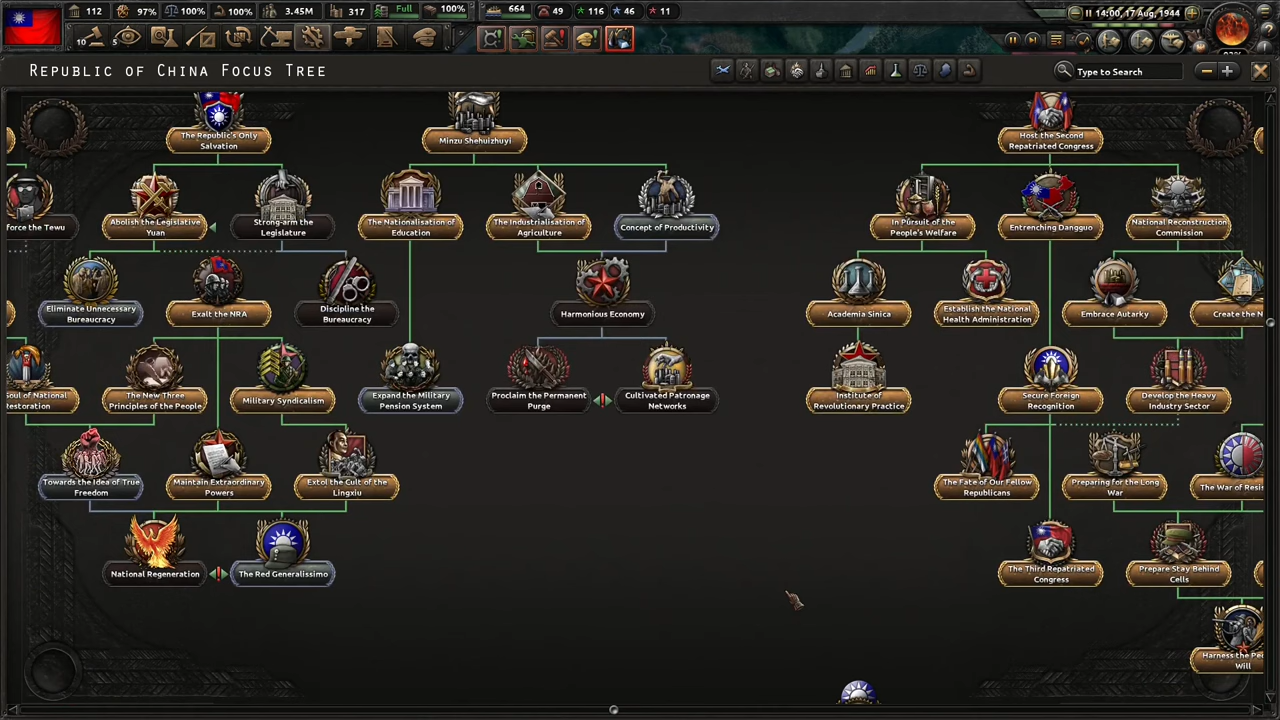 112
97%
100%
100%
3.45M
317
Full
100%
664
49
116
46
11
14:00, 17 Aug, 1944
10
5
Republic of China Focus Tree
Type to Search
The Republic's Only
Salvation
Minzu Shehuizhuyi
Host the Second
Repatriated Congress
force the Tewu
Abolish the Legislative
Yuan
Strong-arm the
Legislature
The Nationalisation of
Education
The Industrialisation of
Agriculture
Concept of Productivity
In Pursuit of the
People's Welfare
Entrenching Dangguo
National Reconstruction
Commission
Eliminate Unnecessary
Bureaucracy
Exalt the NRA
Discipline the
Bureaucracy
Harmonious Economy
Academia Sinica
Establish the National
Health Administration
Embrace Autarky
Create the N
Soul of National
Restoration
The New Three
Principles of the People
Military Syndicalism
Expand the Military
Pension System
Proclaim the Permanent
Purge
Cultivated Patronage
Networks
Institute of
Revolutionary Practice
Secure Foreign
Recognition
Develop the Heavy
Industry Sector
Towards the Idea of True
Freedom
Maintain Extraordinary
Powers
Extol the Cult of the
Lingxiu
The Fate of Our Fellow
Republicans
Preparing for the Long
War
The War of Resis
National Regeneration
The Red Generalissimo
The Third Repatriated
Congress
Prepare Stay Behind
Cells
Harness the Pe
Will